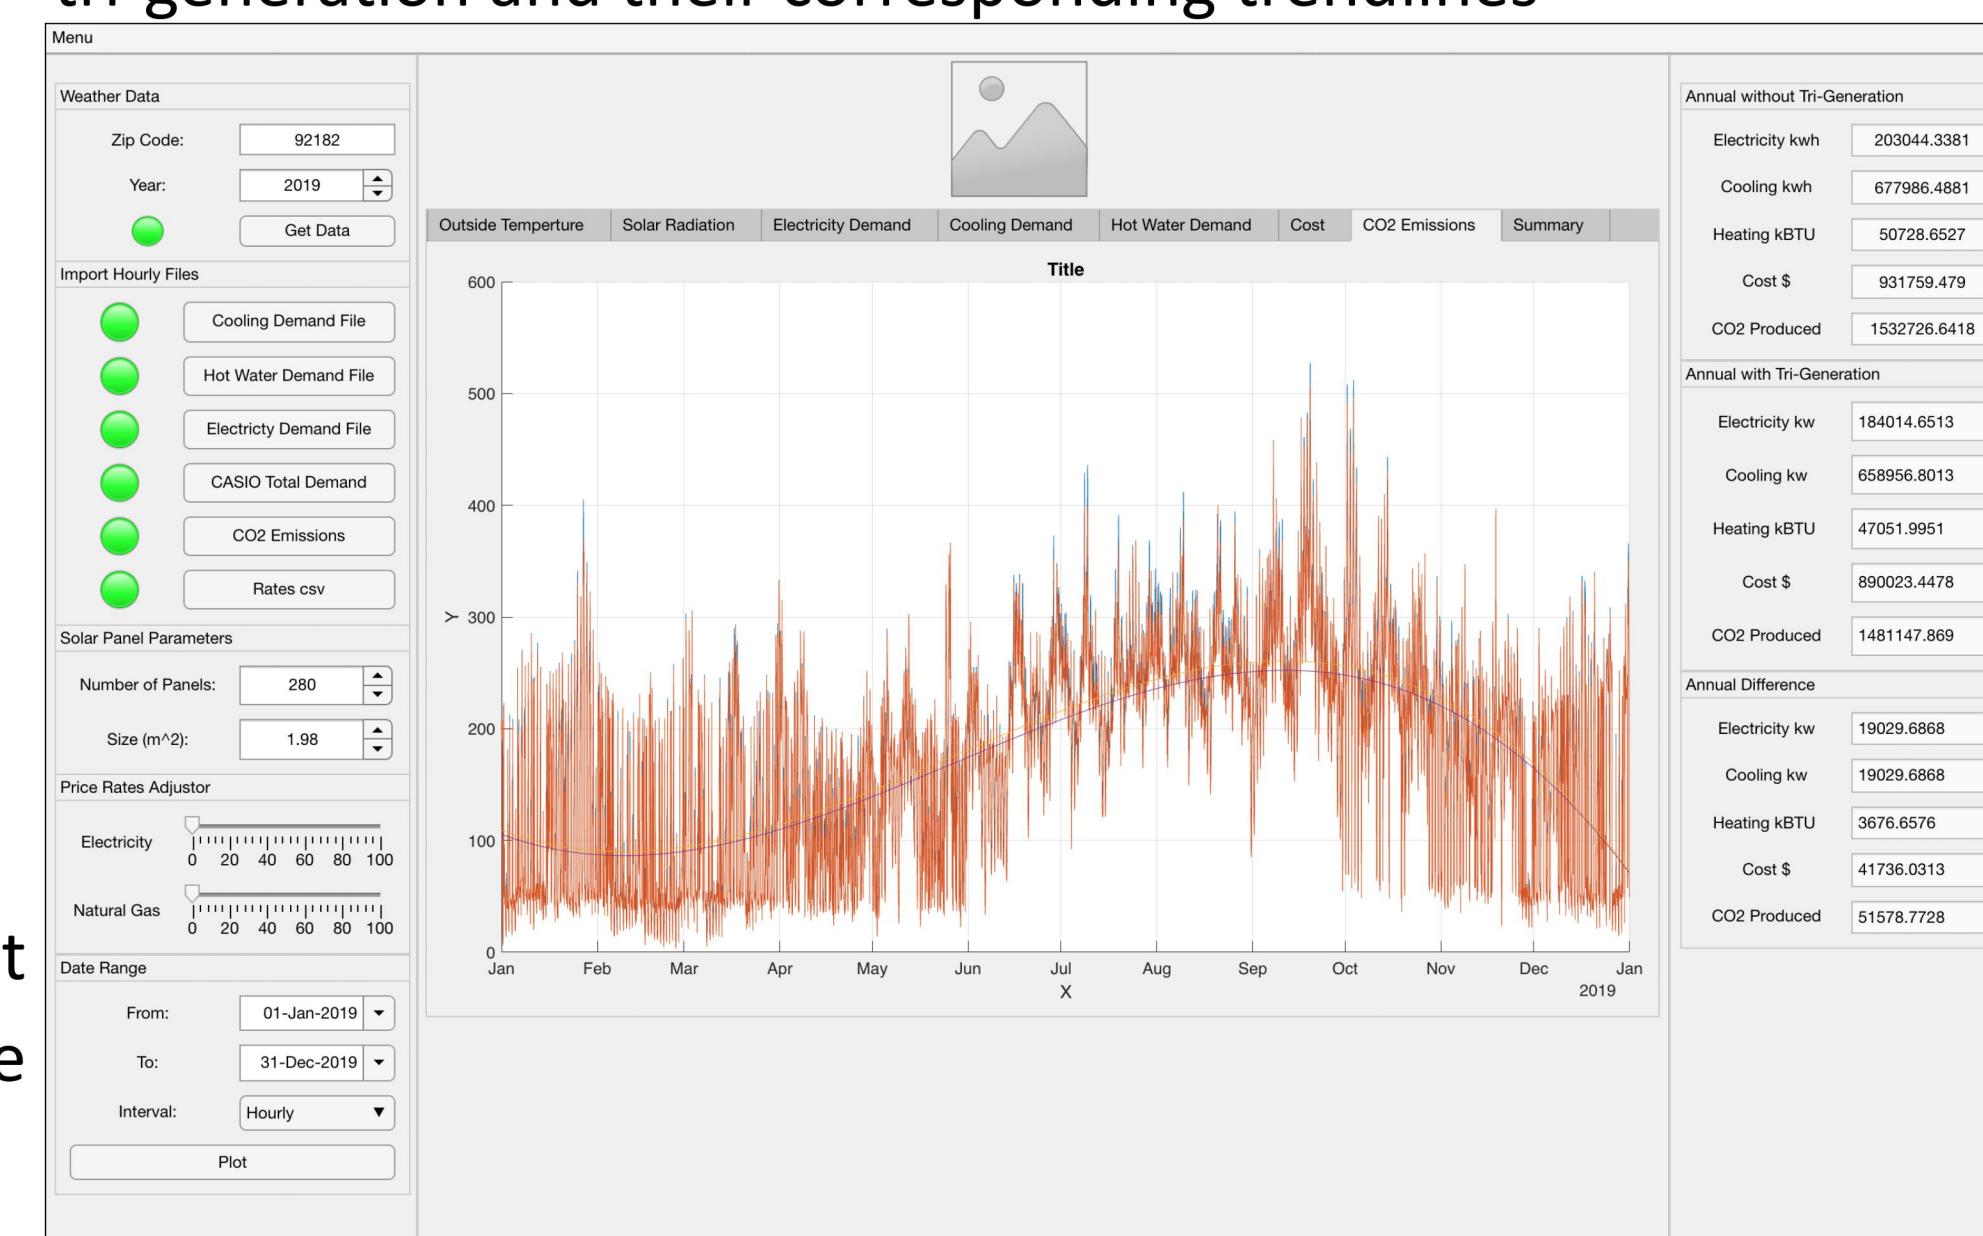 tri-generation and their corresponding trendlines
Menu
Weather Data
Zip Code: 92182
Year: 2019
Get Data
Import Hourly Files
Cooling Demand File
Hot Water Demand File
Electricty Demand File
CASIO Total Demand
CO2 Emissions
Rates csv
Solar Panel Parameters
Number of Panels: 280
Size (m^2): 1.98
Price Rates Adjustor
Electricity
0 20 40 60 80 100
Natural Gas
0 20 40 60 80 100
Date Range
From: 01-Jan-2019
To: 31-Dec-2019
Interval: Hourly
Plot
t
e
Outside Temperture Solar Radiation Electricity Demand Cooling Demand Hot Water Demand Cost CO2 Emissions Summary
Title
600
500
400
300
200
100
0
Y
Jan Feb Mar Apr May Jun Jul Aug Sep Oct Nov Dec Jan
X
2019
Annual without Tri-Generation
Electricity kwh 203044.3381
Cooling kwh 677986.4881
Heating kBTU 50728.6527
Cost $ 931759.479
CO2 Produced 1532726.6418
Annual with Tri-Generation
Electricity kw 184014.6513
Cooling kw 658956.8013
Heating kBTU 47051.9951
Cost $ 890023.4478
CO2 Produced 1481147.869
Annual Difference
Electricity kw 19029.6868
Cooling kw 19029.6868
Heating kBTU 3676.6576
Cost $ 41736.0313
CO2 Produced 51578.7728